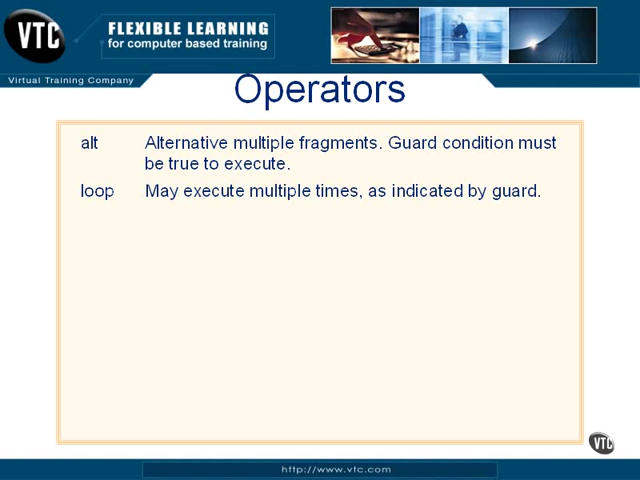 VTC
FLEXIBLE LEARNING
for computer based training
Virtual Training Company
Operators
alt Alternative multiple fragments. Guard condition must
be true to execute.
loop May execute multiple times, as indicated by guard.
VTC
http://www.vtc.com